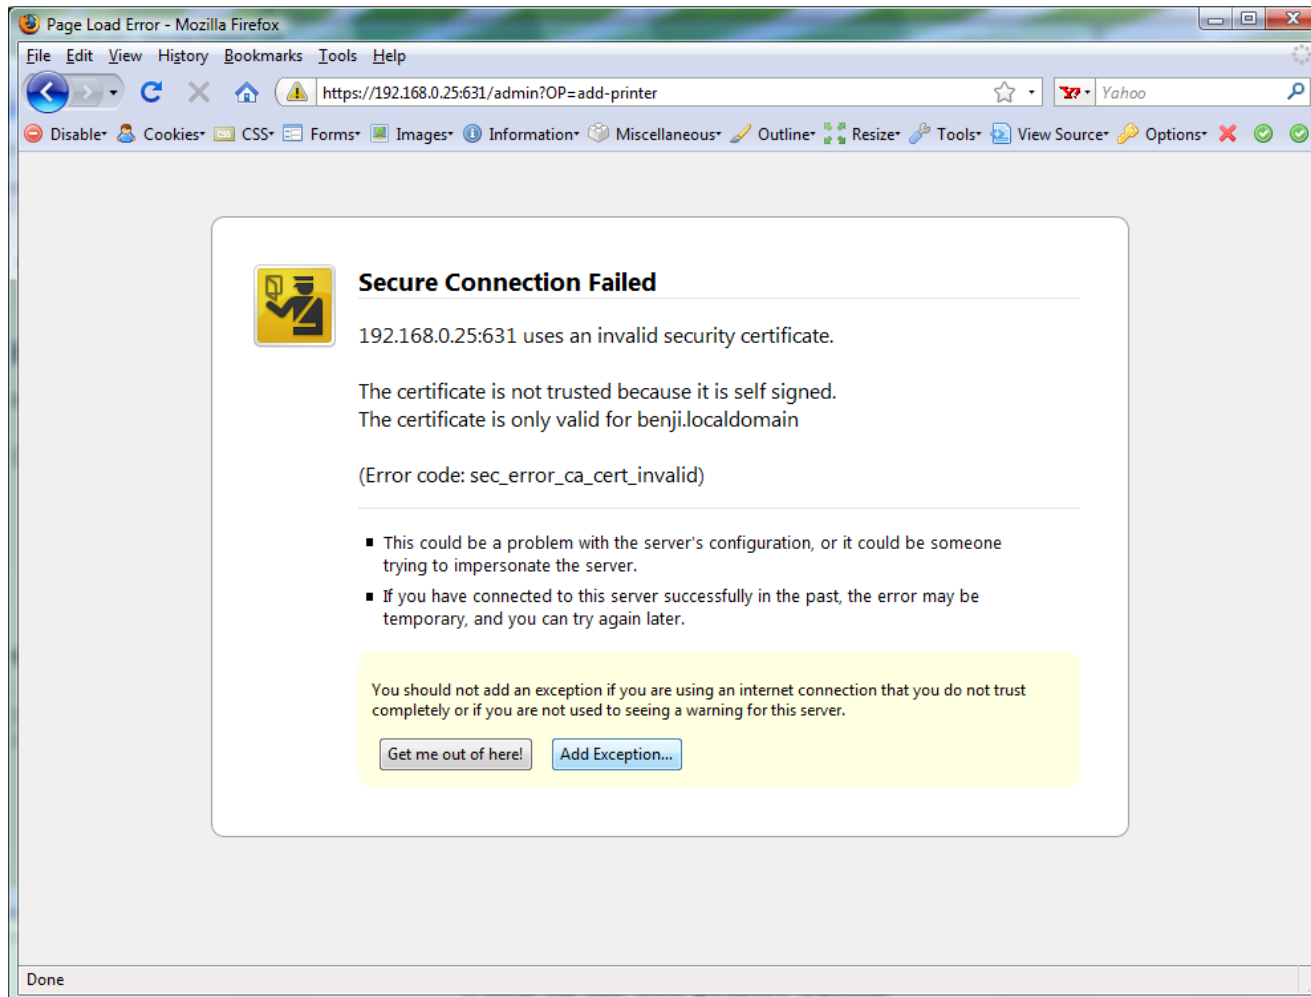 Page Load Error - Mozilla Firefox
File Edit View History Bookmarks Tools Help
https://192.168.0.25:631/admin?OP=add-printer Yahoo
Disable Cookies CSS Forms Images Information Miscellaneous Outline Resize Tools View Source Options
Secure Connection Failed
192.168.0.25:631 uses an invalid security certificate.
The certificate is not trusted because it is self signed.
The certificate is only valid for benji.localdomain
(Error code: sec_error_ca_cert_invalid)
This could be a problem with the server's configuration, or it could be someone
trying to impersonate the server.
If you have connected to this server successfully in the past, the error may be
temporary, and you can try again later.
You should not add an exception if you are using an internet connection that you do not trust
completely or if you are not used to seeing a warning for this server.
Get me out of here! Add Exception...
Done